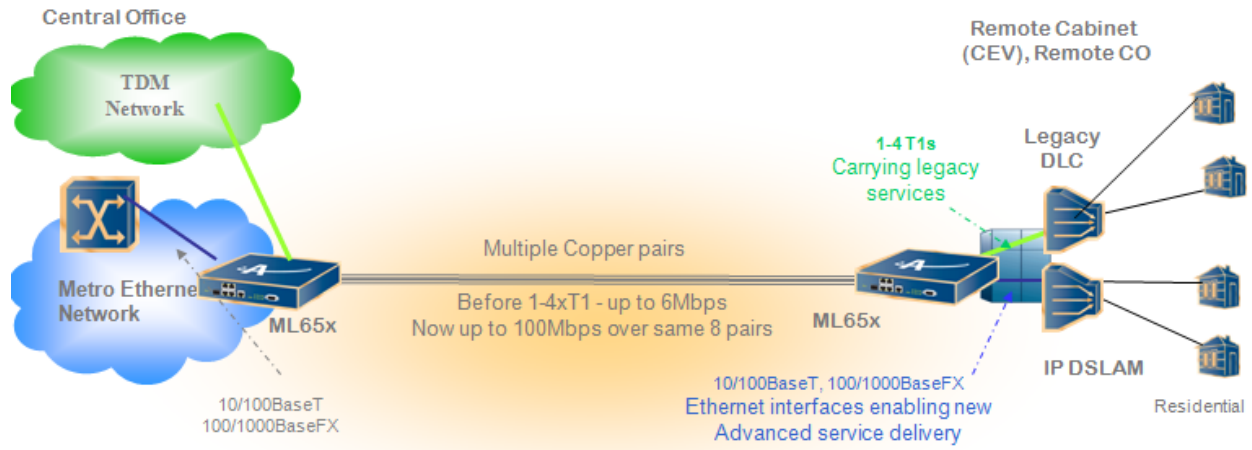 Central Office
TDM
Network
Metro Ethernet
Network
ML65x
10/100BaseT
100/1000BaseFX
Multiple Copper pairs
Before 1-4xT1 - up to 6Mbps
Now up to 100Mbps over same 8 pairs
Remote Cabinet
(CEV), Remote CO
1-4 T1s
Carrying legacy
services
Legacy
DLC
ML65x
IP DSLAM
10/100BaseT, 100/1000BaseFX
Ethernet interfaces enabling new
Advanced service delivery
Residential